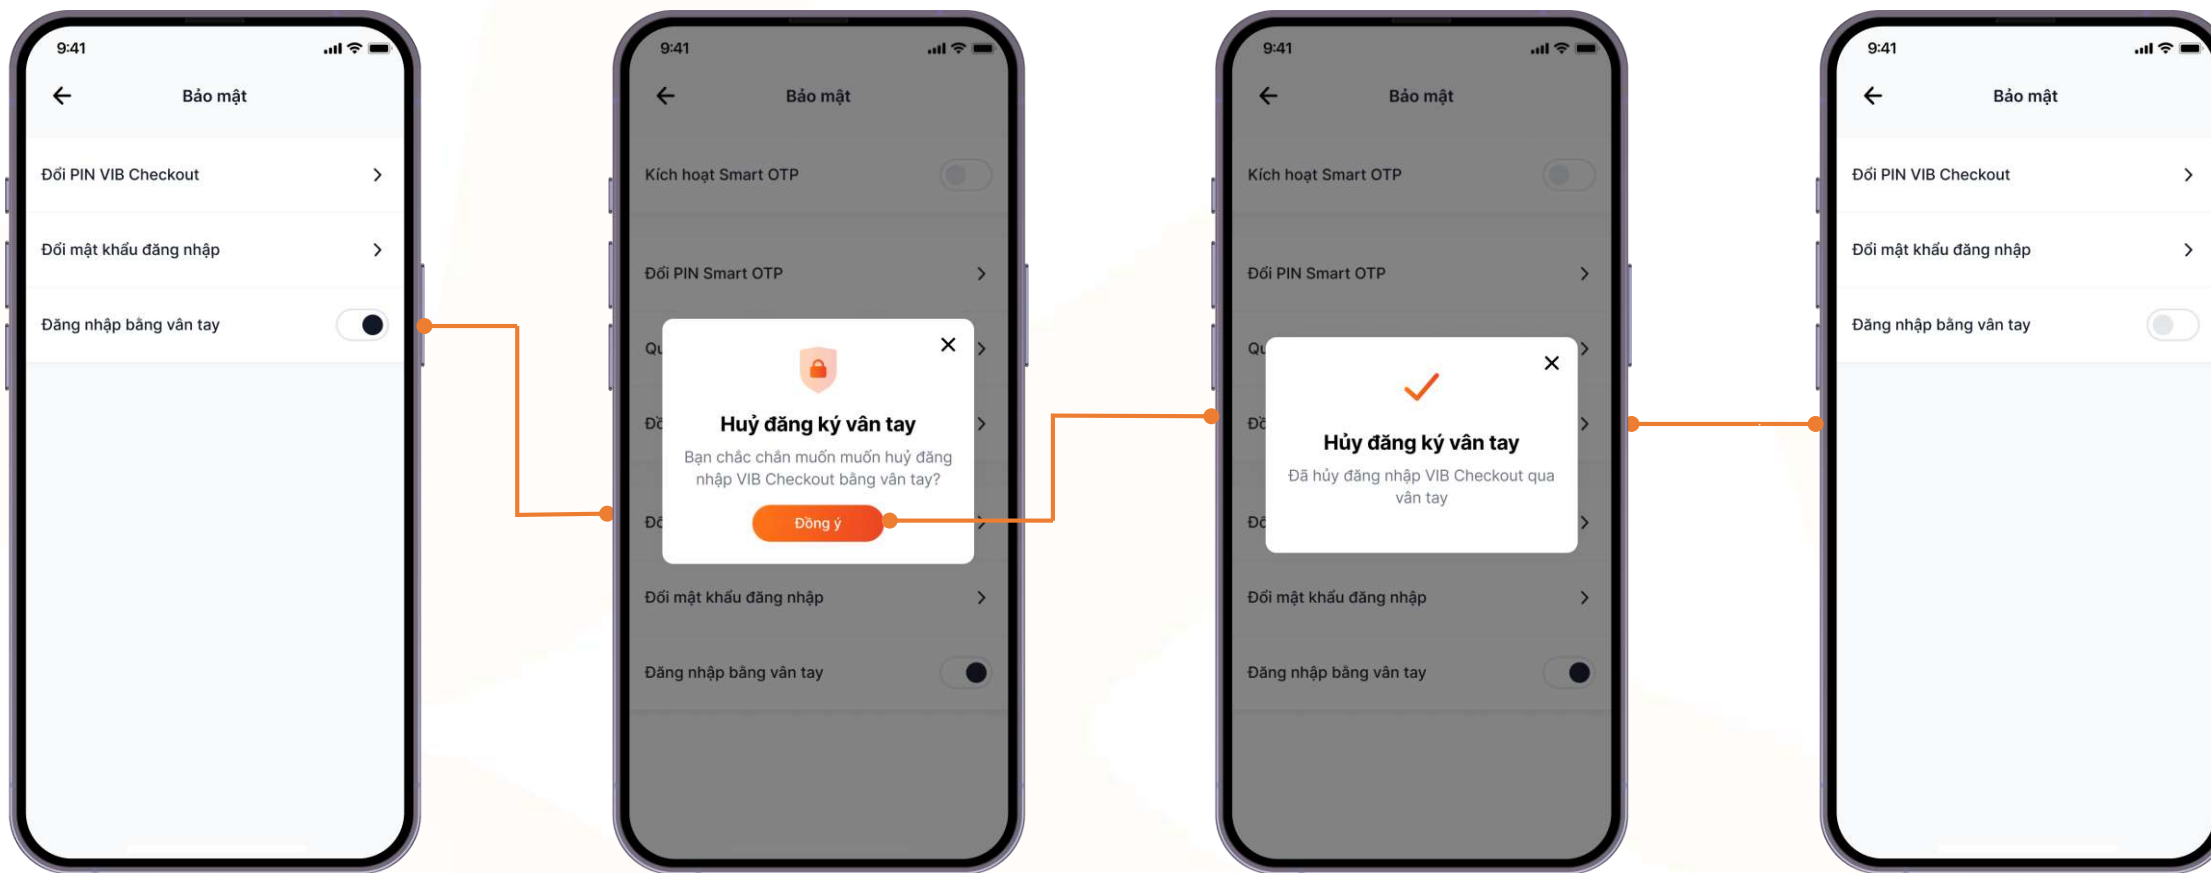 9:41
Bảo mật
Đổi PIN VIB Checkout
Đổi mật khẩu đăng nhập
Đăng nhập bằng vân tay
9:41
Bảo mật
Kích hoạt Smart OTP
Đổi PIN Smart OTP
Huỷ đăng ký vân tay
Bạn chắc chắn muốn muốn huỷ đăng
nhập VIB Checkout bằng vân tay?
Đồng ý
Đổi mật khẩu đăng nhập
Đăng nhập bằng vân tay
9:41
Bảo mật
Kích hoạt Smart OTP
Đổi PIN Smart OTP
Hủy đăng ký vân tay
Đã hủy đăng nhập VIB Checkout qua
vân tay
Đổi mật khẩu đăng nhập
Đăng nhập bằng vân tay
9:41
Bảo mật
Đổi PIN VIB Checkout
Đổi mật khẩu đăng nhập
Đăng nhập bằng vân tay